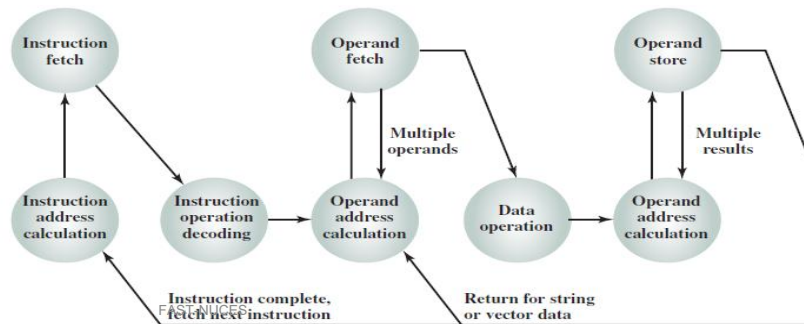 Instruction
fetch
Operand
fetch
Operand
store
Multiple
operands
Multiple
results
Instruction
address
calculation
Instruction
operation
decoding
Operand
address
calculation
Data
operation
Operand
address
calculation
Instruction complete,
fetch next instruction
FAST-NUCES
Return for string
or vector data